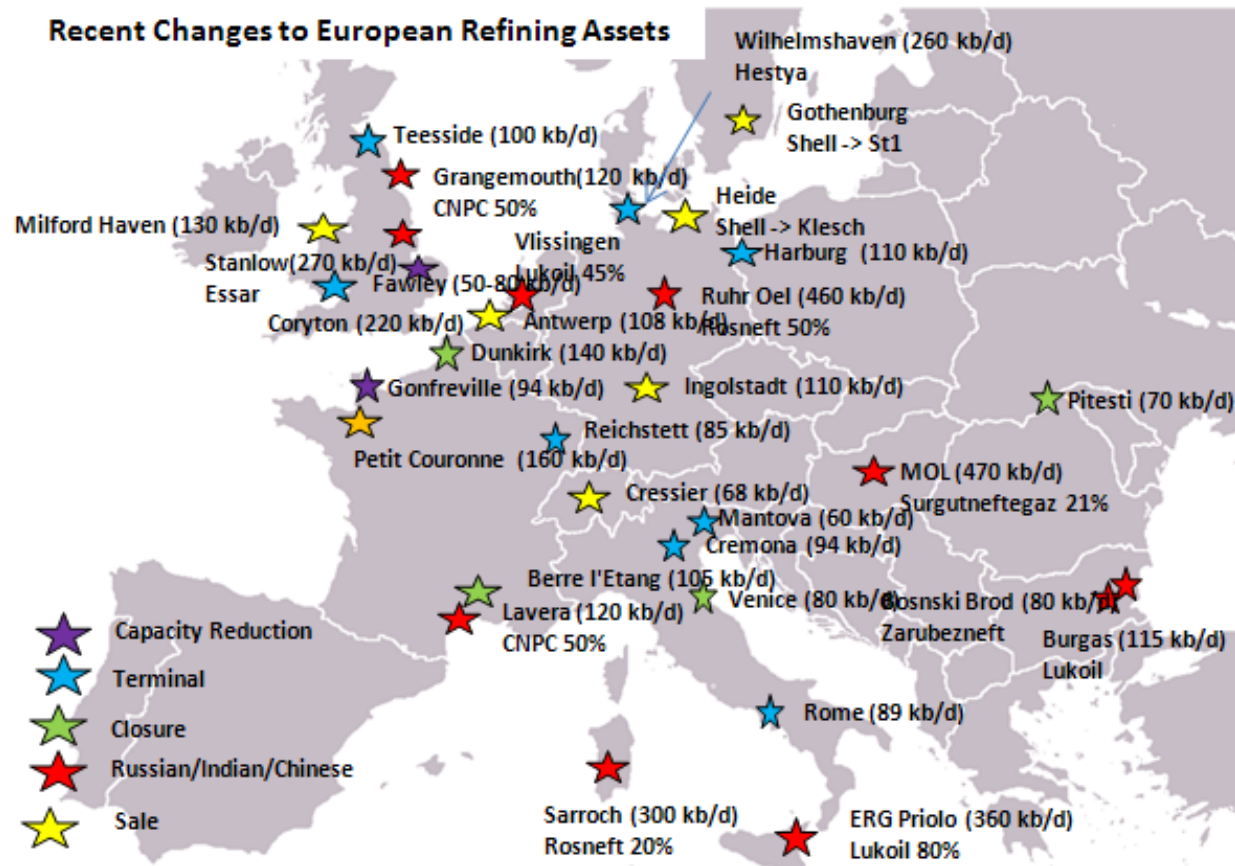 Recent Changes to European Refining Assets
Wilhelmshaven (260 kb/d)
Hestya
Gothenburg
Shell -> St1
Teesside (100 kb/d)
Grangemouth(120 kb/d)
CNPC 50%
Heide
Shell -> Klesch
Milford Haven (130 kb/d)
Vlissingen
Lukoil 45%
Harburg (110 kb/d)
Stanlow(270 kb/d)
Essar
Fawley (50-80 kb/d)
Ruhr Oel (460 kb/d)
Rosneft 50%
Coryton (220 kb/d)
Antwerp (108 kb/d)
Dunkirk (140 kb/d)
Gonfreville (94 kb/d)
Ingolstadt (110 kb/d)
Pitesti (70 kb/d)
Reichstett (85 kb/d)
Petit Couronne (160 kb/d)
MOL (470 kb/d)
Surgutneftegaz 21%
Cressier (68 kb/d)
Mantova (60 kb/d)
Cremona (94 kb/d)
Berre l'Etang (105 kb/d)
Venice (80 kb/d)
Bosnski Brod (80 kb/d)
Zarubezneft
Lavera (120 kb/d)
CNPC 50%
Burgas (115 kb/d)
Lukoil
Capacity Reduction
Terminal
Closure
Russian/Indian/Chinese
Sale
Rome (89 kb/d)
Sarroch (300 kb/d)
Rosneft 20%
ERG Priolo (360 kb/d)
Lukoil 80%